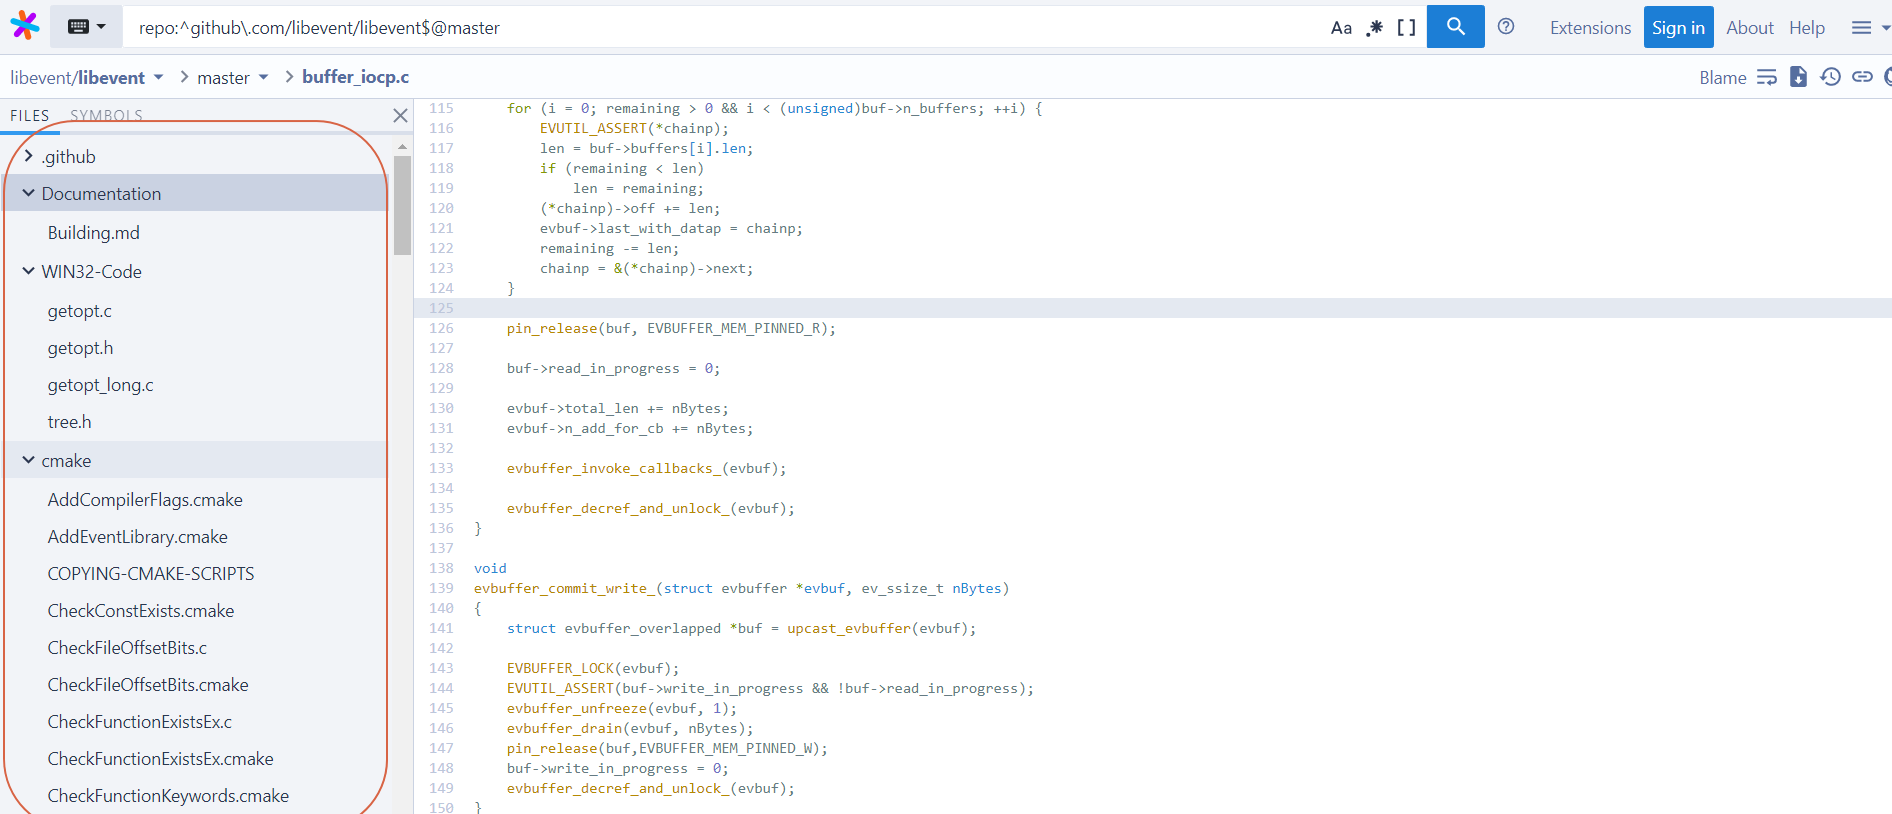 repo:^github\.com/libevent/libevent$@master
Aa .* [ ]
Extensions Sign in About Help
libevent/libevent > master > buffer_iocp.c
Blame
FILES SYMBOLS
.github
Documentation
Building.md
WIN32-Code
getopt.c
getopt.h
getopt_long.c
tree.h
cmake
AddCompilerFlags.cmake
AddEventLibrary.cmake
COPYING-CMAKE-SCRIPTS
CheckConstExists.cmake
CheckFileOffsetBits.c
CheckFileOffsetBits.cmake
CheckFunctionExistsEx.c
CheckFunctionExistsEx.cmake
CheckFunctionKeywords.cmake
115     for (i = 0; remaining > 0 && i < (unsigned)buf->n_buffers; ++i) {
116         EVUTIL_ASSERT(*chainp);
117         len = buf->buffers[i].len;
118         if (remaining < len)
119             len = remaining;
120         (*chainp)->off += len;
121         evbuf->last_with_datap = chainp;
122         remaining -= len;
123         chainp = &(*chainp)->next;
124     }
125
126     pin_release(buf, EVBUFFER_MEM_PINNED_R);
127
128     buf->read_in_progress = 0;
129
130     evbuf->total_len += nBytes;
131     evbuf->n_add_for_cb += nBytes;
132
133     evbuffer_invoke_callbacks_(evbuf);
134
135     evbuffer_decref_and_unlock_(evbuf);
136 }
137
138 void
139 evbuffer_commit_write_(struct evbuffer *evbuf, ev_ssize_t nBytes)
140 {
141     struct evbuffer_overlapped *buf = upcast_evbuffer(evbuf);
142
143     EVBUFFER_LOCK(evbuf);
144     EVUTIL_ASSERT(buf->write_in_progress && !buf->read_in_progress);
145     evbuffer_unfreeze(evbuf, 1);
146     evbuffer_drain(evbuf, nBytes);
147     pin_release(buf,EVBUFFER_MEM_PINNED_W);
148     buf->write_in_progress = 0;
149     evbuffer_decref_and_unlock_(evbuf);
150 }